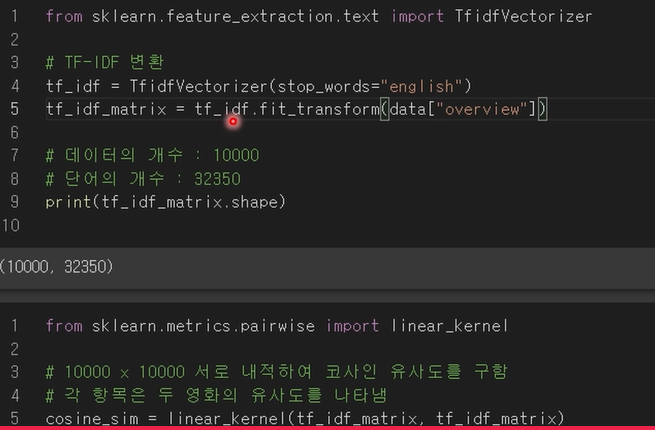 1 from sklearn.feature_extraction.text import TfidfVectorizer
2
3 # TF-IDF 변환
4 tf_idf = TfidfVectorizer(stop_words="english")
5 tf_idf_matrix = tf_idf.fit_transform(data["overview"])
6
7 # 데이터의 개수 : 10000
8 # 단어의 개수 : 32350
9 print(tf_idf_matrix.shape)
10
(10000, 32350)
1 from sklearn.metrics.pairwise import linear_kernel
2
3 # 10000 x 10000 서로 내적하여 코사인 유사도를 구함
4 # 각 항목은 두 영화의 유사도를 나타냄
5 cosine_sim = linear_kernel(tf_idf_matrix, tf_idf_matrix)